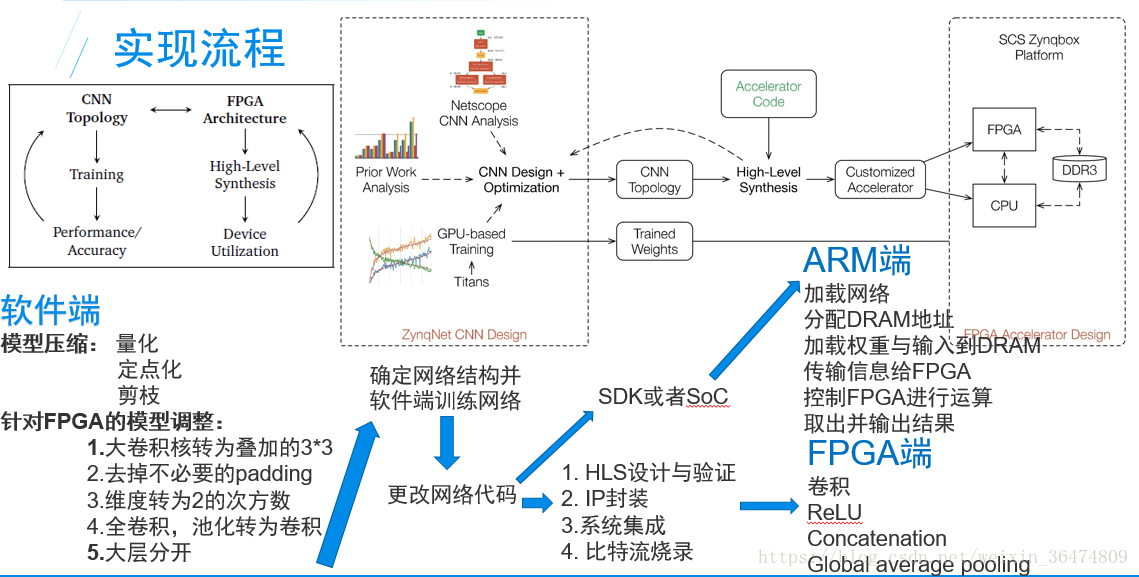 实现流程
CNN
Topology
FPGA
Architecture
Training
High-Level
Synthesis
Performance/
Accuracy
Device
Utilization
Netscope
CNN Analysis
Prior Work
Analysis
CNN Design +
Optimization
GPU-based
Training
Titans
ZynqNet CNN Design
CNN
Topology
Trained
Weights
Accelerator
Code
High-Level
Synthesis
Customized
Accelerator
SCS Zynqbox
Platform
FPGA
CPU
DDR3
FPGA Accelerator Design
软件端
模型压缩： 量化
定点化
剪枝
针对FPGA的模型调整：
1.大卷积核转为叠加的3*3
2.去掉不必要的padding
3.维度转为2的次方数
4.全卷积，池化转为卷积
5.大层分开
确定网络结构并
软件端训练网络
更改网络代码
SDK或者SoC
1. HLS设计与验证
2. IP封装
3.系统集成
4. 比特流烧录
ARM端
加载网络
分配DRAM地址
加载权重与输入到DRAM
传输信息给FPGA
控制FPGA进行运算
取出并输出结果
FPGA端
卷积
ReLU
Concatenation
Global average pooling
https://blog.csdn.net/weixin_36474809